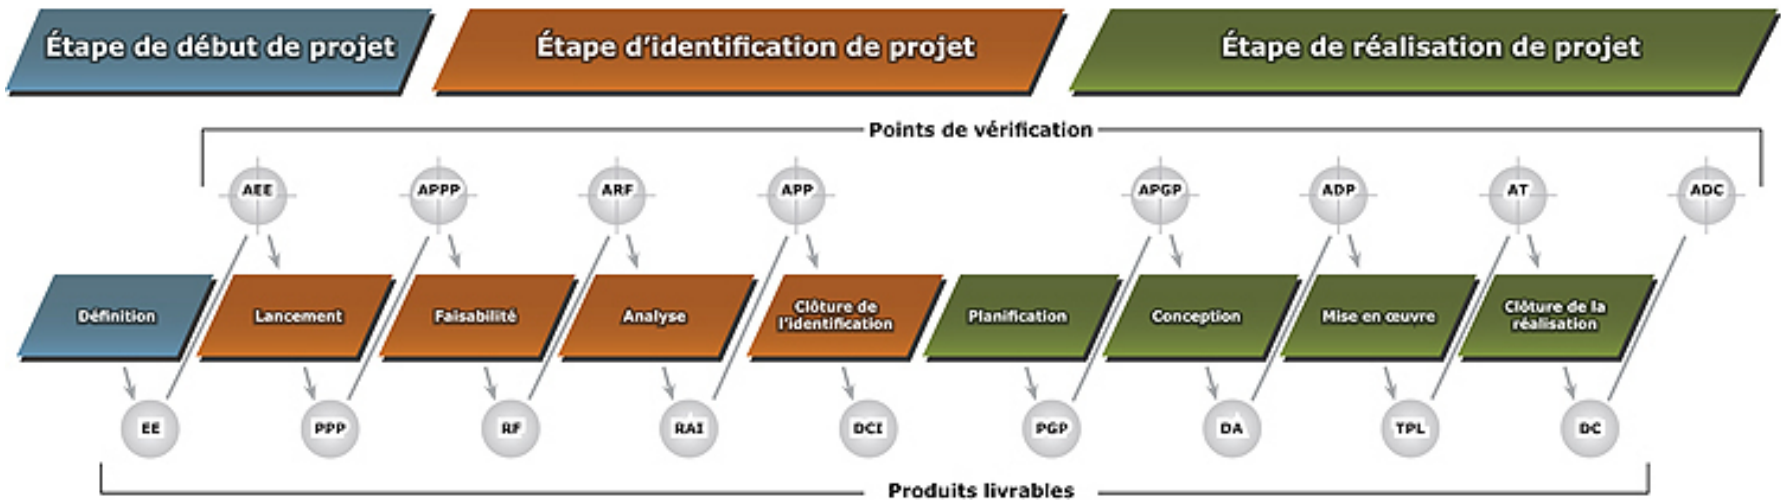 Étape de début de projet
Étape d'identification de projet
Étape de réalisation de projet
Points de vérification
AEE
APPP
ARF
APP
APGP
ADP
AT
ADC
Définition
Lancement
Faisabilité
Analyse
Clôture de
l'identification
Planification
Conception
Mise en œuvre
Clôture de la
réalisation
EE
PPP
RF
RAI
DCI
PGP
DA
TPL
DC
Produits livrables